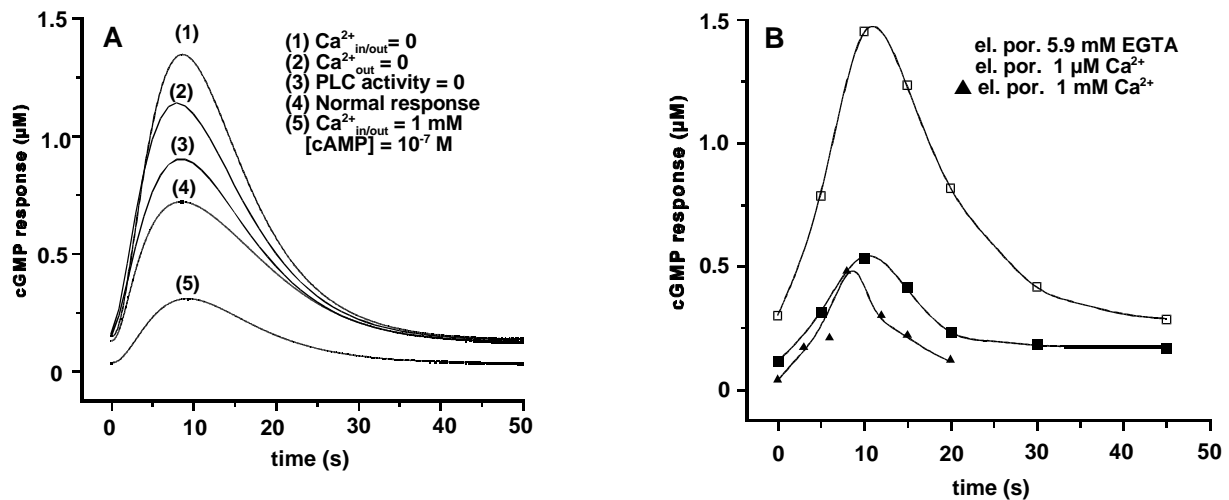 A
(1) Ca²⁺in/out= 0
(2) Ca²⁺out = 0
(3) PLC activity = 0
(4) Normal response
(5) Ca²⁺in/out = 1 mM
[cAMP] = 10⁻⁷ M
(1)
(2)
(3)
(4)
(5)
1.5
1.0
0.5
0
cGMP response (µM)
0
10
20
30
40
50
time (s)
B
el. por. 5.9 mM EGTA
el. por. 1 µM Ca²⁺
▲ el. por. 1 mM Ca²⁺
1.5
1.0
0.5
0
cGMP response (µM)
0
10
20
30
40
50
time (s)